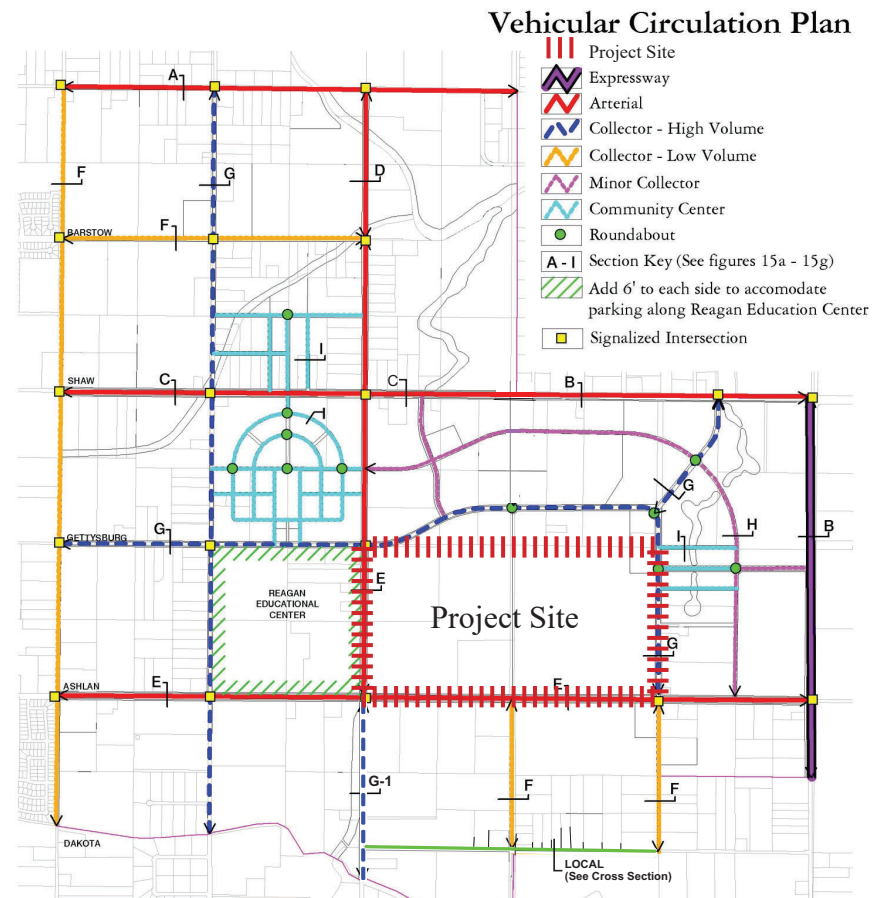 Vehicular Circulation Plan
Project Site
Expressway
Arterial
Collector - High Volume
Collector - Low Volume
Minor Collector
Community Center
Roundabout
A - I Section Key (See figures 15a - 15g)
Add 6' to each side to accomodate
parking along Reagan Education Center
Signalized Intersection
A
F
G
D
BARSTOW
F
I
SHAW
C
C
B
I
G
GETTYSBURG
G
H
B
I
E
REAGAN
EDUCATIONAL
CENTER
Project Site
G
ASHLAN
E
E
G-1
F
F
DAKOTA
LOCAL
(See Cross Section)